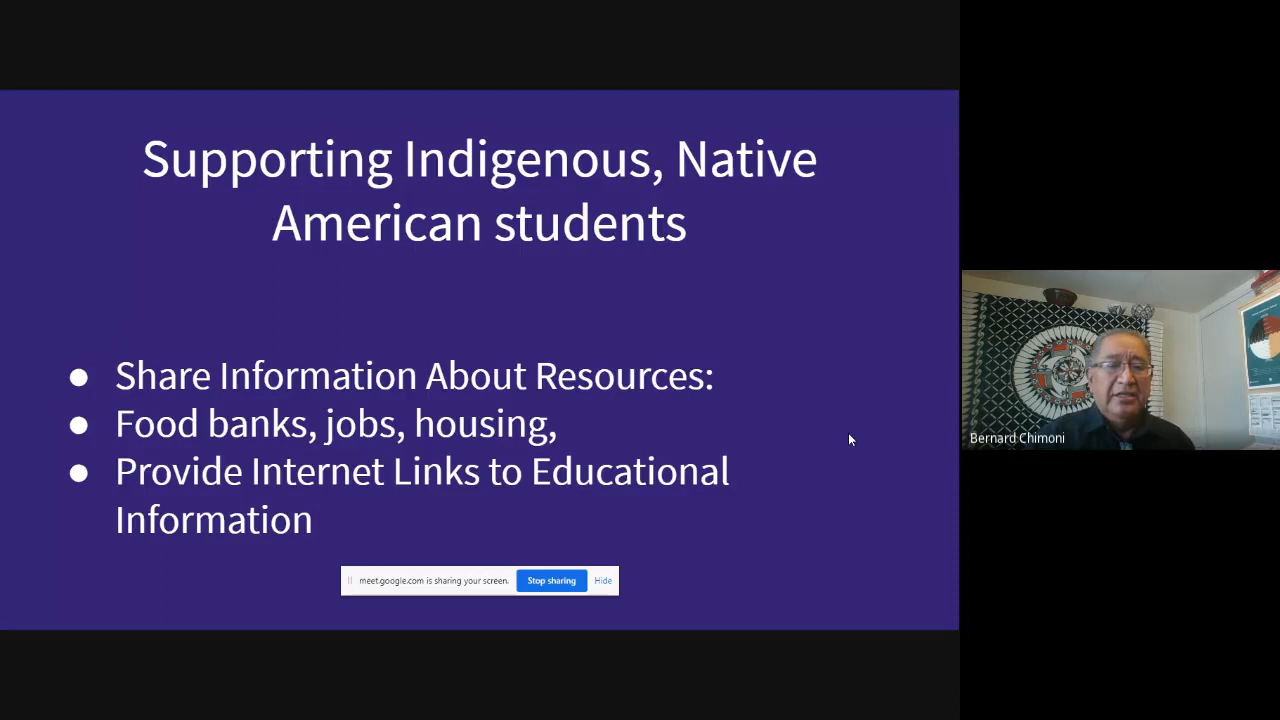 Supporting Indigenous, Native
American students
● Share Information About Resources:
● Food banks, jobs, housing,
● Provide Internet Links to Educational
Information
meet.google.com is sharing your screen. Stop sharing Hide
Bernard Chimoni